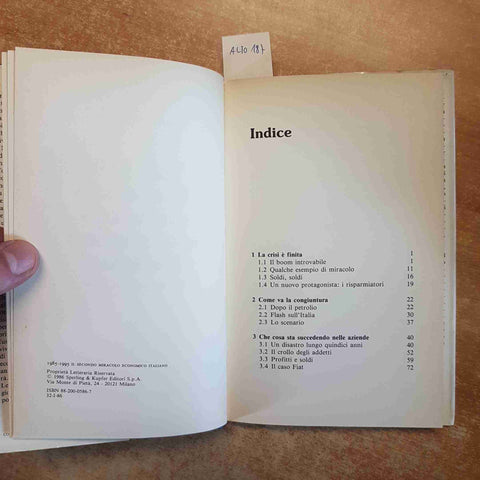 ALTO 187
1985-1995 IL SECONDO MIRACOLO ECONOMICO ITALIANO
Proprietà Letteraria Riservata
© 1986 Sperling & Kupfer Editori S.p.A.
Via Monte di Pietà, 24 - 20121 Milano
ISBN 88-200-0586-7
32-I-86
Indice
1 La crisi è finita 1
1.1 Il boom introvabile 1
1.2 Qualche esempio di miracolo 11
1.3 Soldi, soldi 16
1.4 Un nuovo protagonista: i risparmiatori 19
2 Come va la congiuntura 22
2.1 Dopo il petrolio 22
2.2 Flash sull'Italia 30
2.3 Lo scenario 37
3 Che cosa sta succedendo nelle aziende 40
3.1 Un disastro lungo quindici anni 40
3.2 Il crollo degli addetti 52
3.3 Profitti e soldi 59
3.4 Il caso Fiat 72